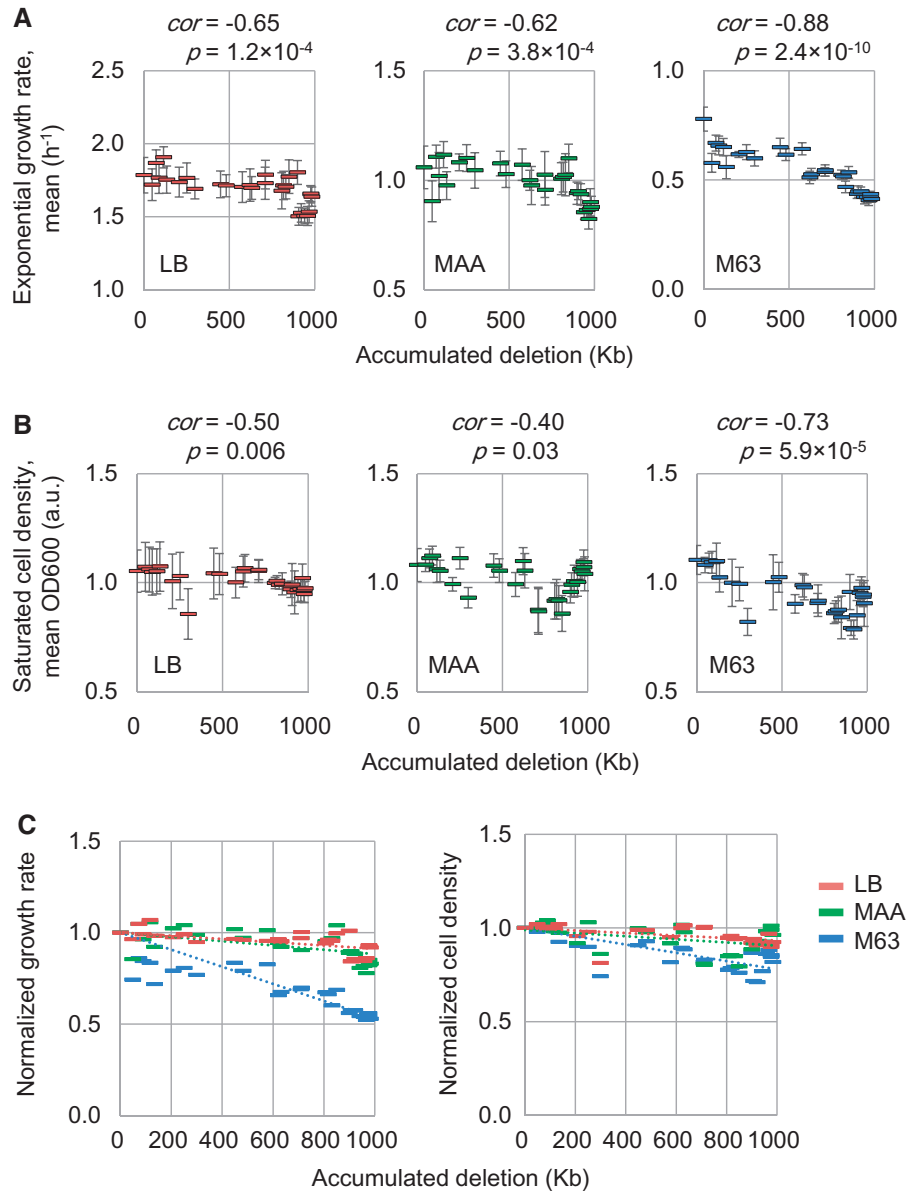 A
cor = -0.65
p = 1.2×10-4
cor = -0.62
p = 3.8×10-4
cor = -0.88
p = 2.4×10-10
Exponential growth rate,
mean (h-1)
2.5
2.0
1.5
1.0
LB
0 500 1000
1.5
1.0
0.5
MAA
0 500 1000
1.0
0.5
0.0
M63
0 500 1000
Accumulated deletion (Kb)
B
cor = -0.50
p = 0.006
cor = -0.40
p = 0.03
cor = -0.73
p = 5.9×10-5
Saturated cell density,
mean OD600 (a.u.)
1.5
1.0
0.5
LB
0 500 1000
1.5
1.0
0.5
MAA
0 500 1000
1.5
1.0
0.5
M63
0 500 1000
Accumulated deletion (Kb)
C
Normalized growth rate
1.5
1.0
0.5
0.0
0 200 400 600 800 1000
Normalized cell density
1.5
1.0
0.5
0.0
0 200 400 600 800 1000
LB
MAA
M63
Accumulated deletion (Kb)